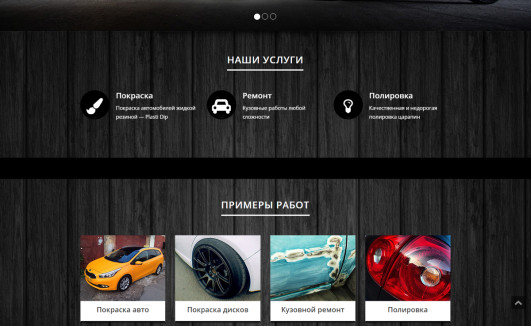 НАШИ УСЛУГИ
Покраска
Покраска автомобилей жидкой
резиной — Plasti Dip
Ремонт
Кузовные работы любой
сложности
Полировка
Качественная и недорогая
полировка царапин
ПРИМЕРЫ РАБОТ
Покраска авто
Покраска дисков
Кузовной ремонт
Полировка